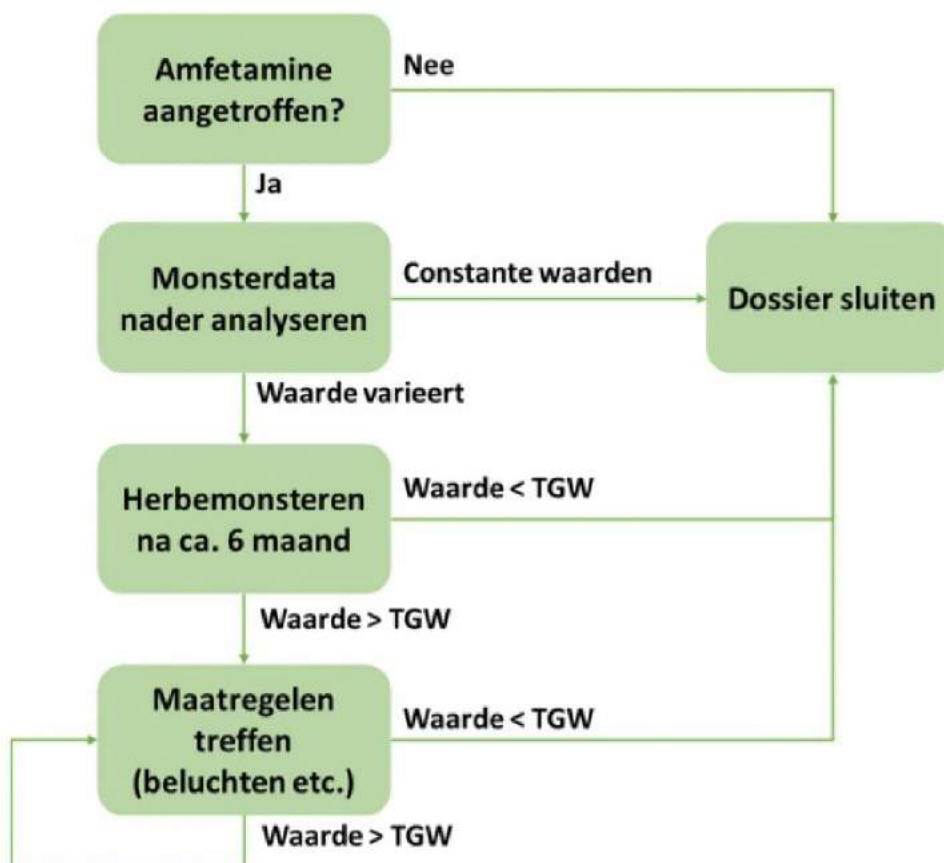 Amfetamine
aangetroffen?
Nee
Ja
Monsterdata
nader analyseren
Constante waarden
Dossier sluiten
Waarde varieert
Herbemonsteren
na ca. 6 maand
Waarde < TGW
Waarde > TGW
Maatregelen
treffen
(beluchten etc.)
Waarde < TGW
Waarde > TGW